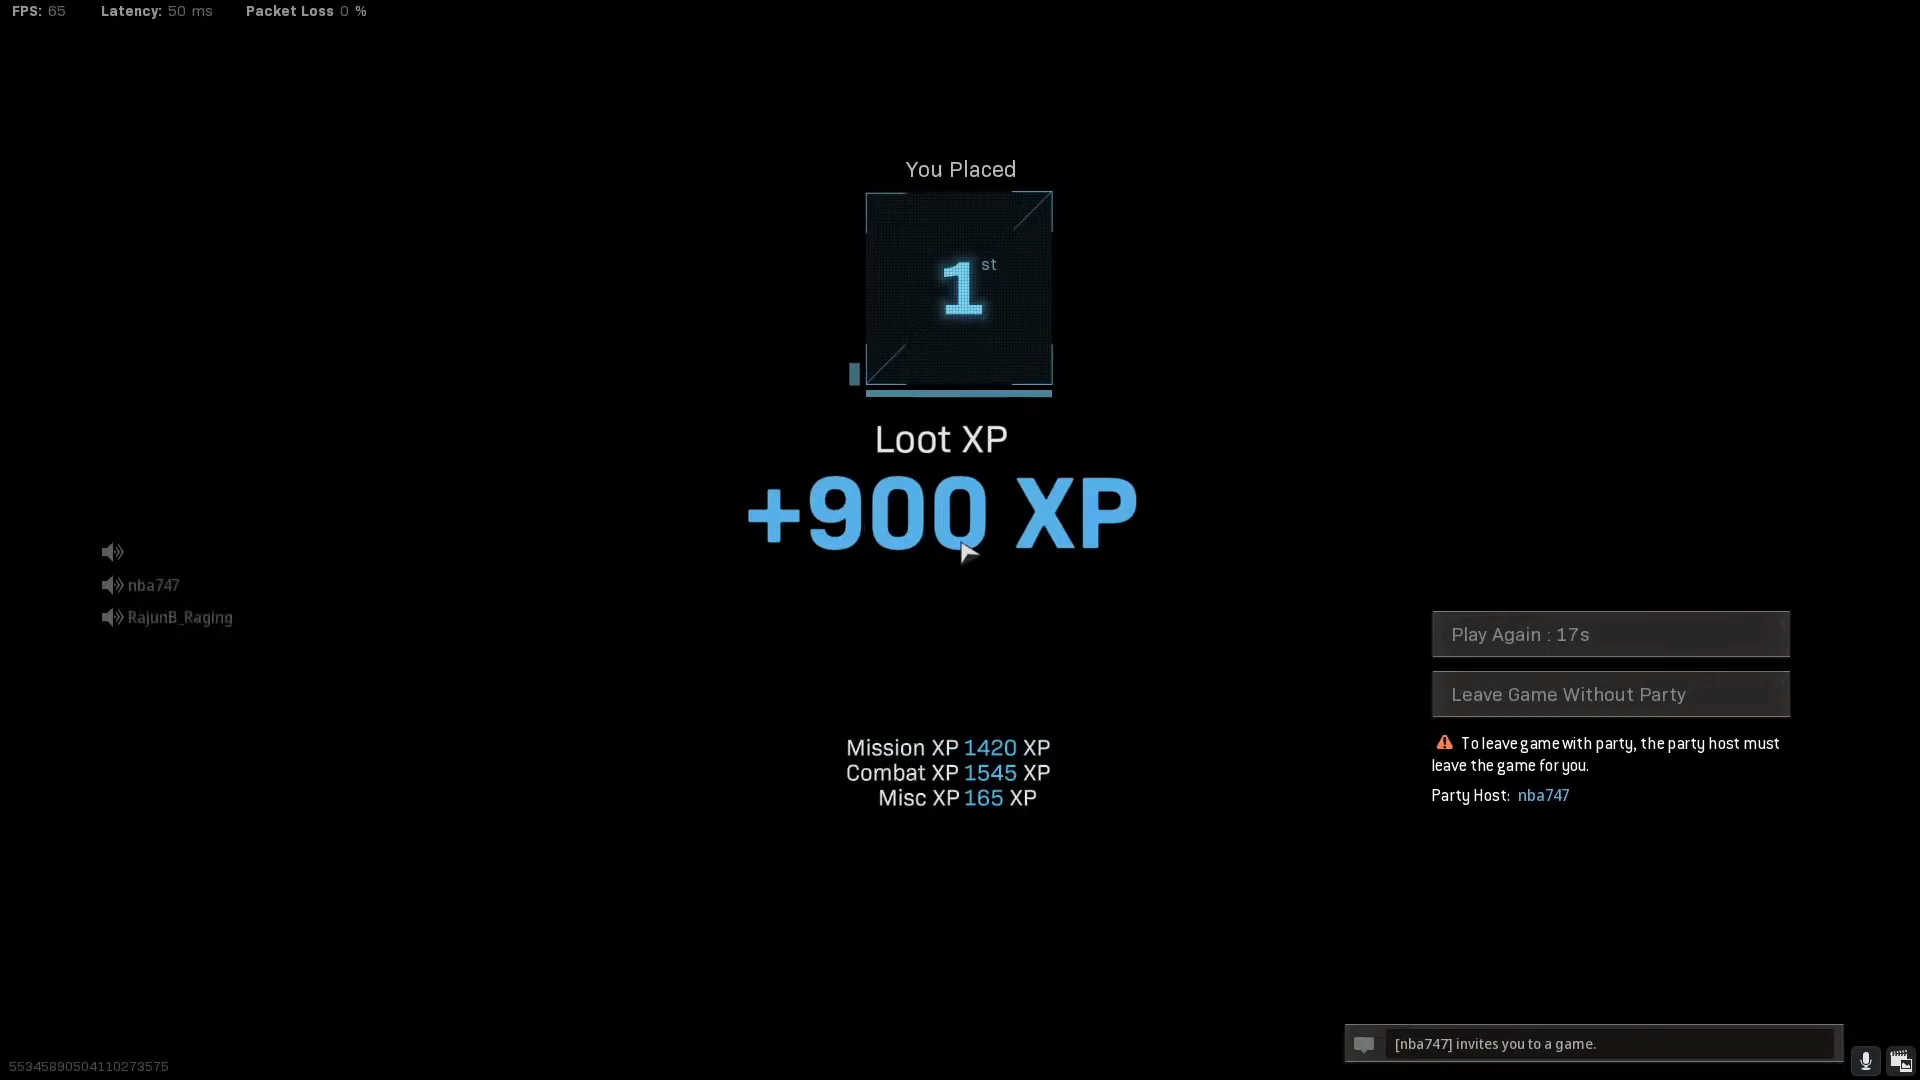 FPS: 65 Latency: 50 ms Packet Loss 0 %
You Placed
1st
Loot XP
+900 XP
nba747
RajunB_Raging
Play Again : 17s
Leave Game Without Party
To leave game with party, the party host must
leave the game for you.
Party Host: nba747
Mission XP 1420 XP
Combat XP 1545 XP
Misc XP 165 XP
[nba747] invites you to a game.
55345890504110273575